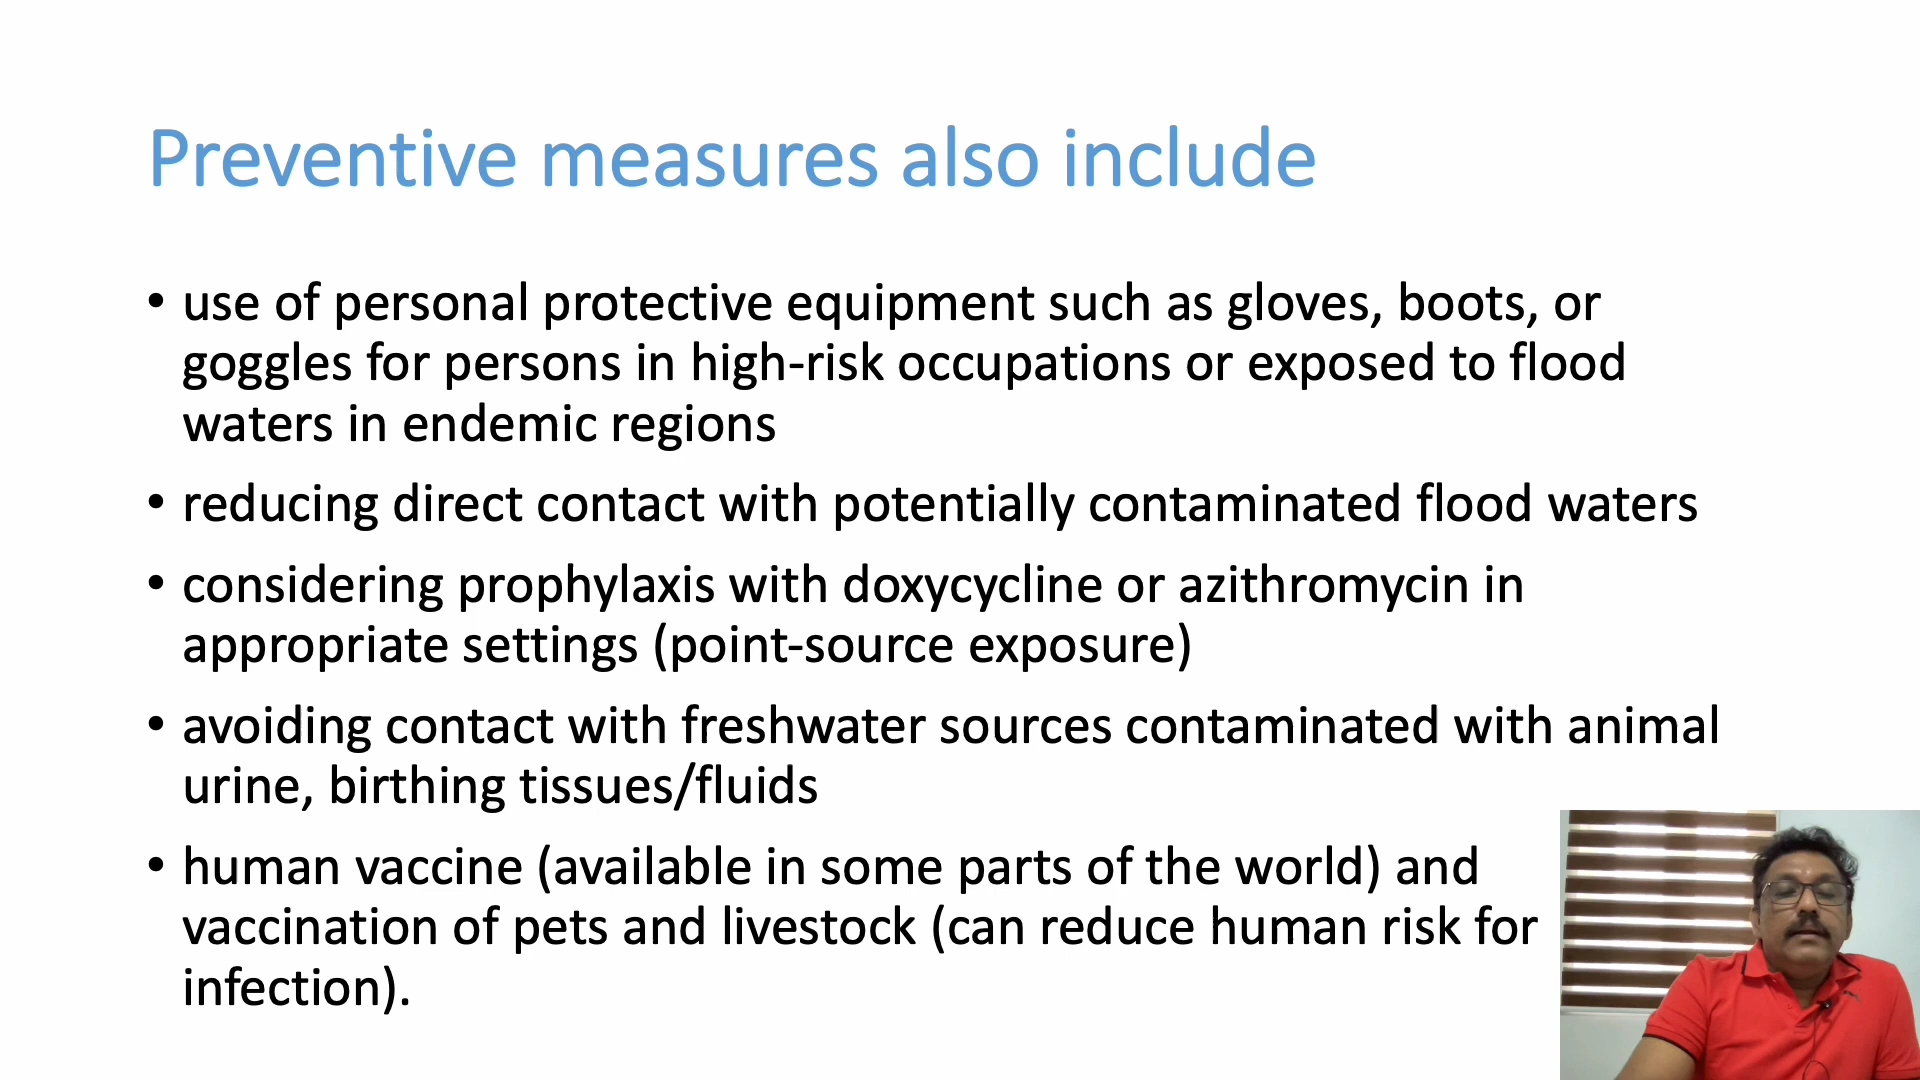 Preventive measures also include
• use of personal protective equipment such as gloves, boots, or
goggles for persons in high-risk occupations or exposed to flood
waters in endemic regions
• reducing direct contact with potentially contaminated flood waters
• considering prophylaxis with doxycycline or azithromycin in
appropriate settings (point-source exposure)
• avoiding contact with freshwater sources contaminated with animal
urine, birthing tissues/fluids
• human vaccine (available in some parts of the world) and
vaccination of pets and livestock (can reduce human risk for
infection).